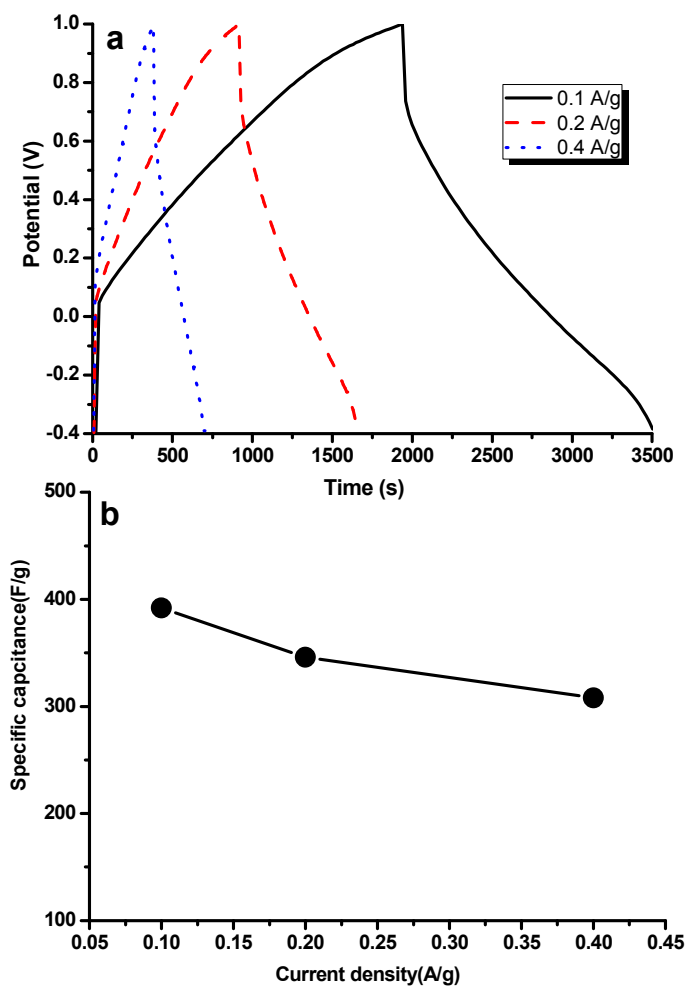 a
1.0
0.8
0.6
0.4
0.2
0.0
-0.2
-0.4
Potential (V)
0.1 A/g
0.2 A/g
0.4 A/g
0 500 1000 1500 2000 2500 3000 3500
Time (s)
b
500
400
300
200
100
Specific capcitance(F/g)
0.05 0.10 0.15 0.20 0.25 0.30 0.35 0.40 0.45
Current density(A/g)